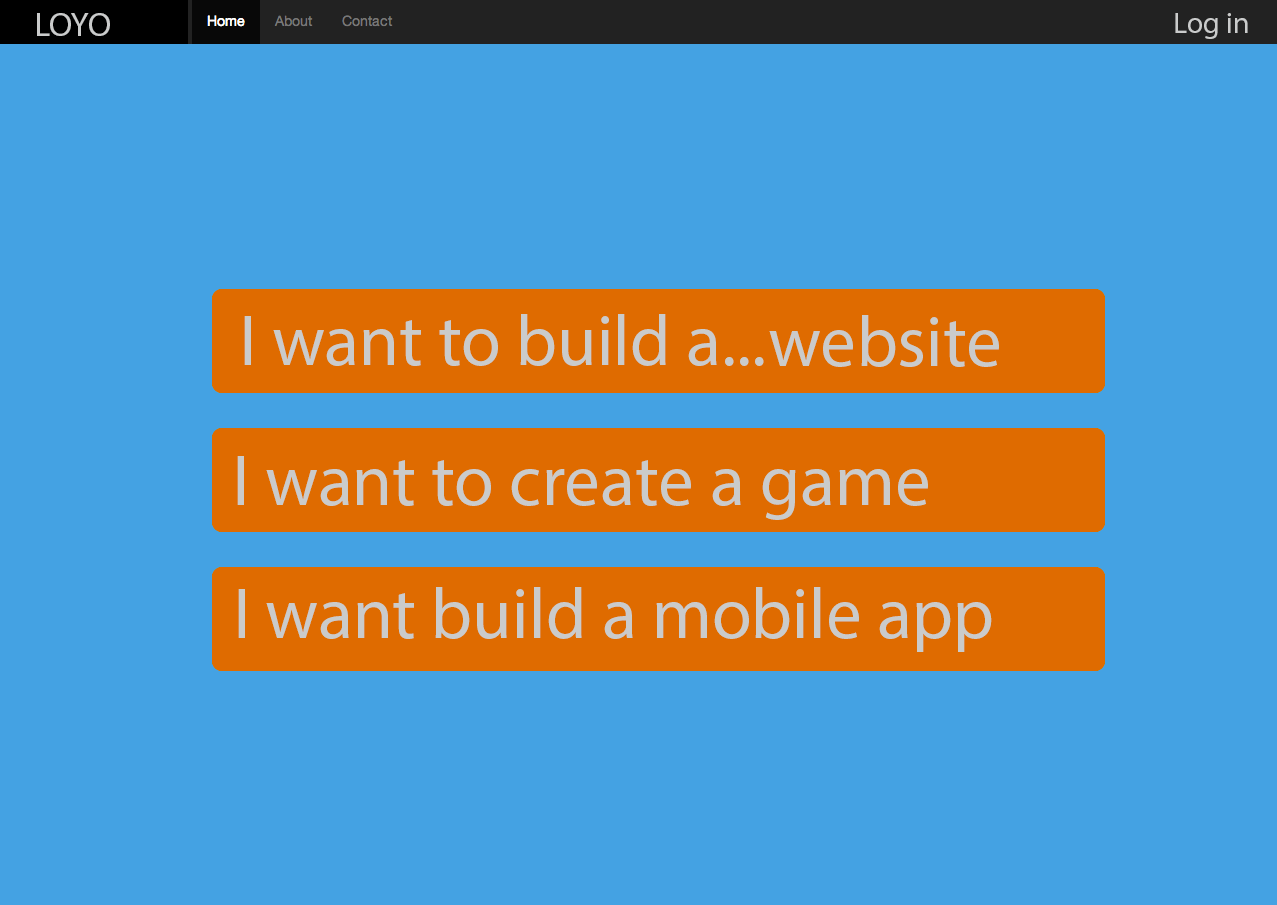 LOYO Home About Contact Log in
I want to build a...website
I want to create a game
I want build a mobile app